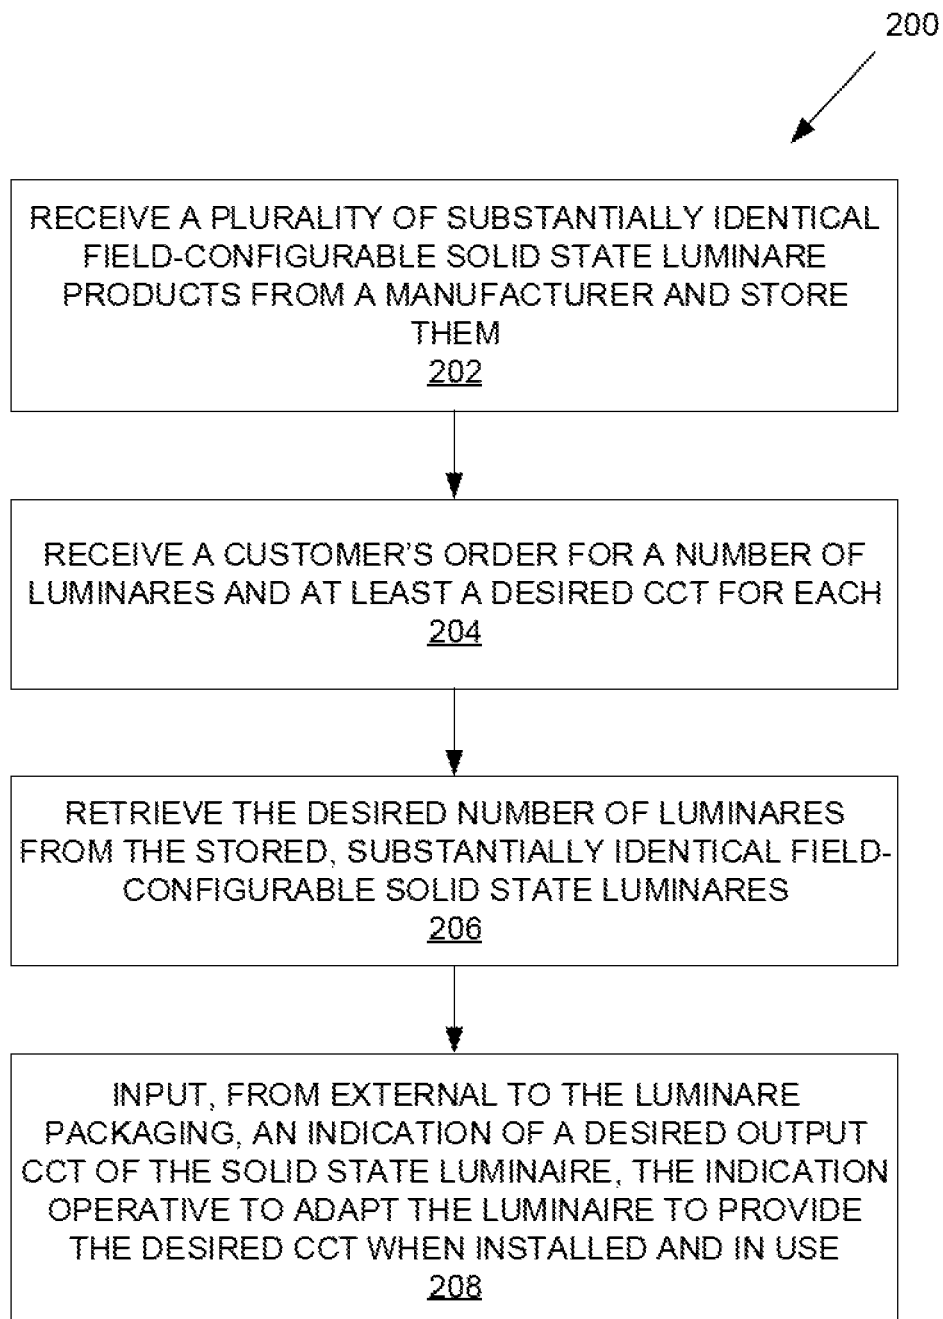 200
RECEIVE A PLURALITY OF SUBSTANTIALLY IDENTICAL
FIELD-CONFIGURABLE SOLID STATE LUMINARE
PRODUCTS FROM A MANUFACTURER AND STORE
THEM
202
RECEIVE A CUSTOMER'S ORDER FOR A NUMBER OF
LUMINARES AND AT LEAST A DESIRED CCT FOR EACH
204
RETRIEVE THE DESIRED NUMBER OF LUMINARES
FROM THE STORED, SUBSTANTIALLY IDENTICAL FIELD-
CONFIGURABLE SOLID STATE LUMINARES
206
INPUT, FROM EXTERNAL TO THE LUMINARE
PACKAGING, AN INDICATION OF A DESIRED OUTPUT
CCT OF THE SOLID STATE LUMINAIRE, THE INDICATION
OPERATIVE TO ADAPT THE LUMINAIRE TO PROVIDE
THE DESIRED CCT WHEN INSTALLED AND IN USE
208